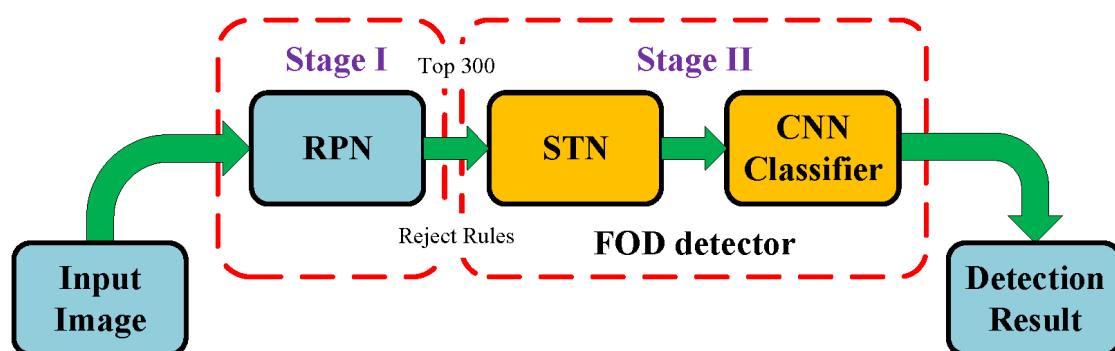 Stage I
Top 300
Stage II
RPN
STN
CNN
Classifier
Reject Rules
FOD detector
Input
Image
Detection
Result